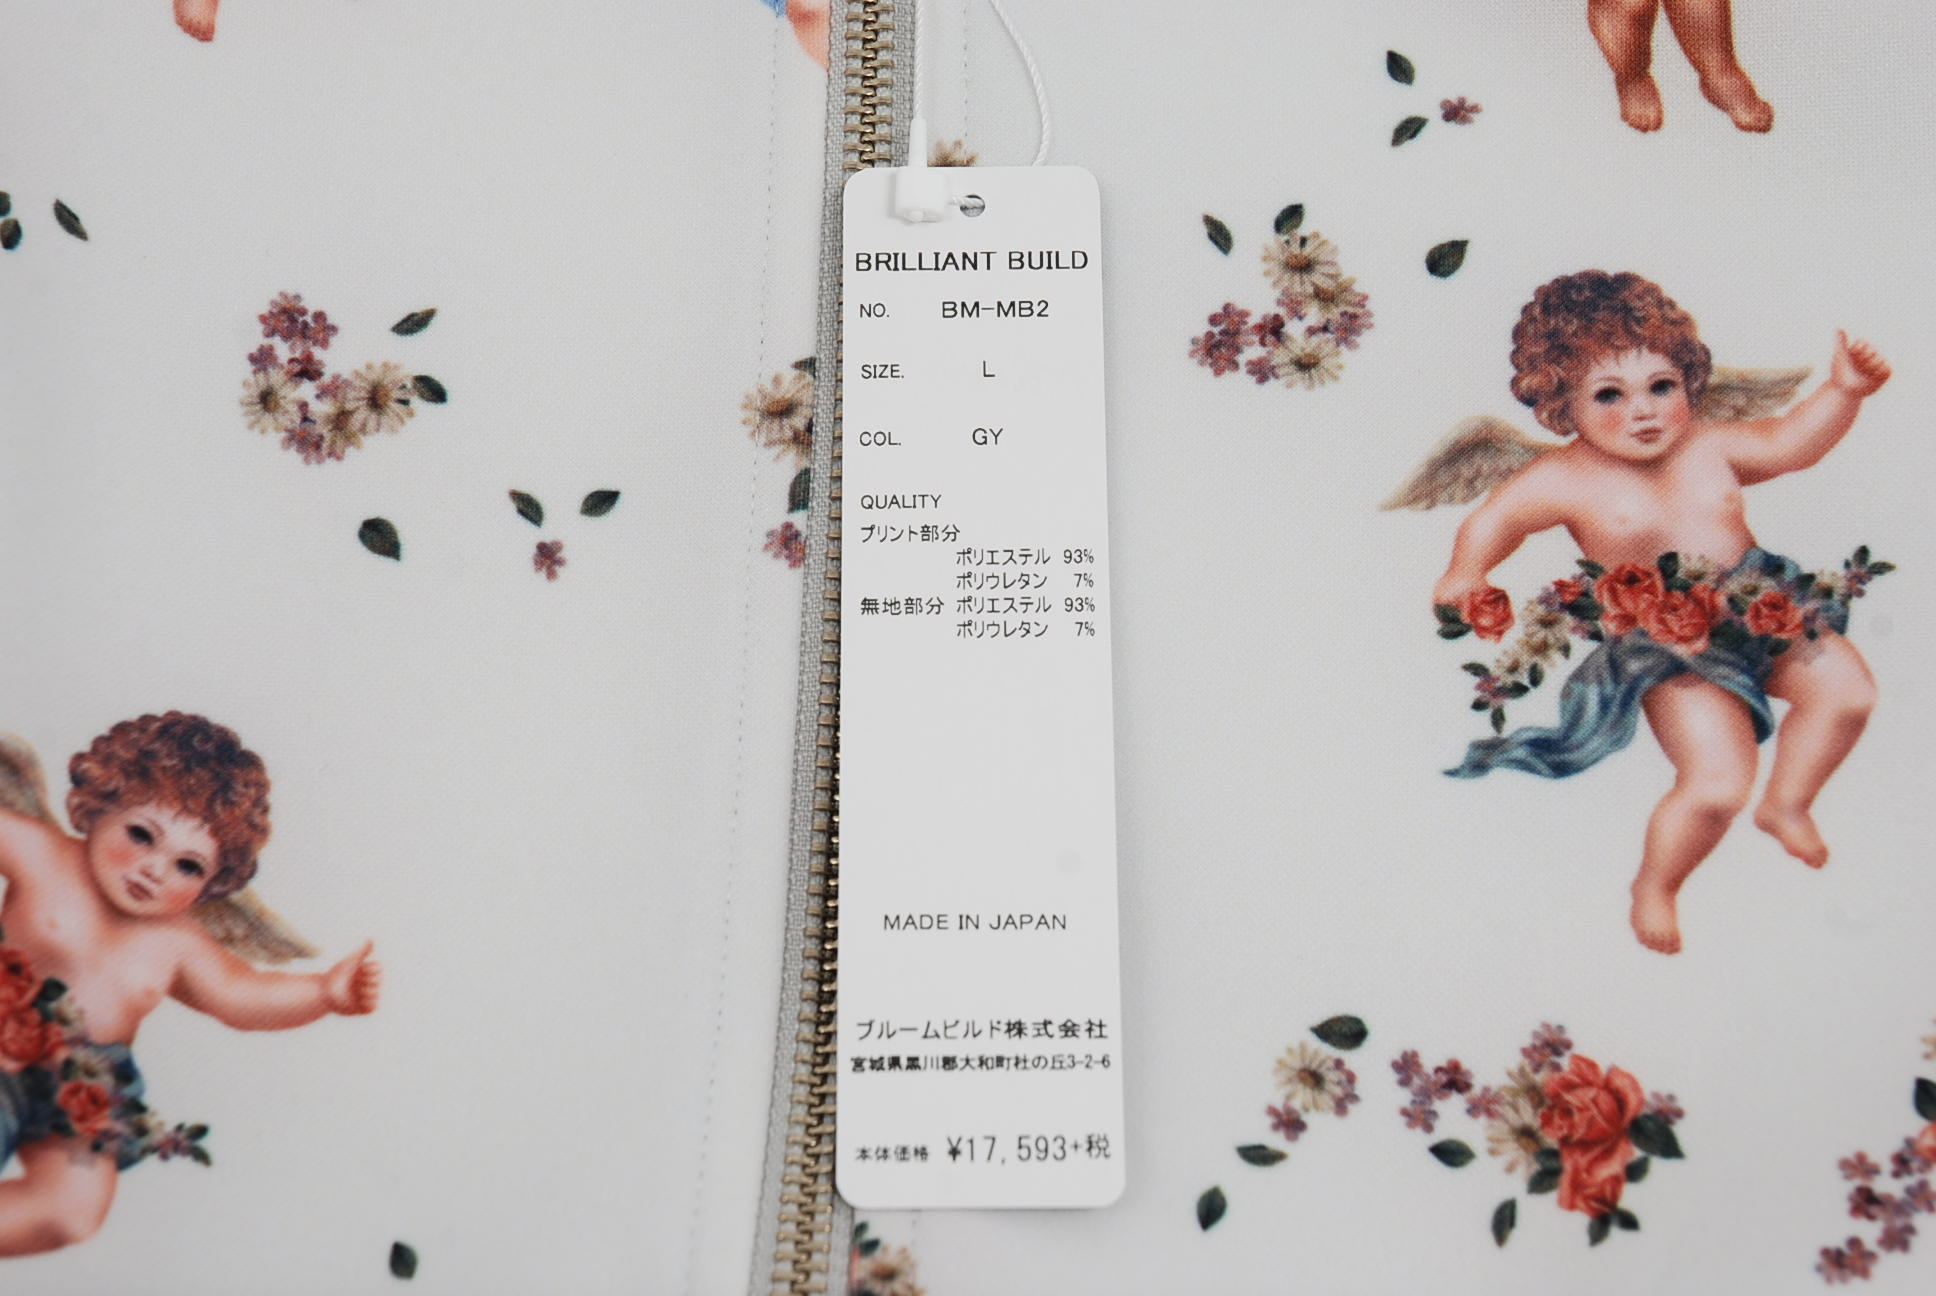 BRILLIANT BUILD
NO. BM-MB2
SIZE. L
COL. GY
QUALITY
プリント部分
ポリエステル 93%
ポリウレタン 7%
無地部分 ポリエステル 93%
ポリウレタン 7%
MADE IN JAPAN
ブルームビルド株式会社
宮城県黒川郡大和町杜の丘3-2-6
本体価格 ¥17,593+税